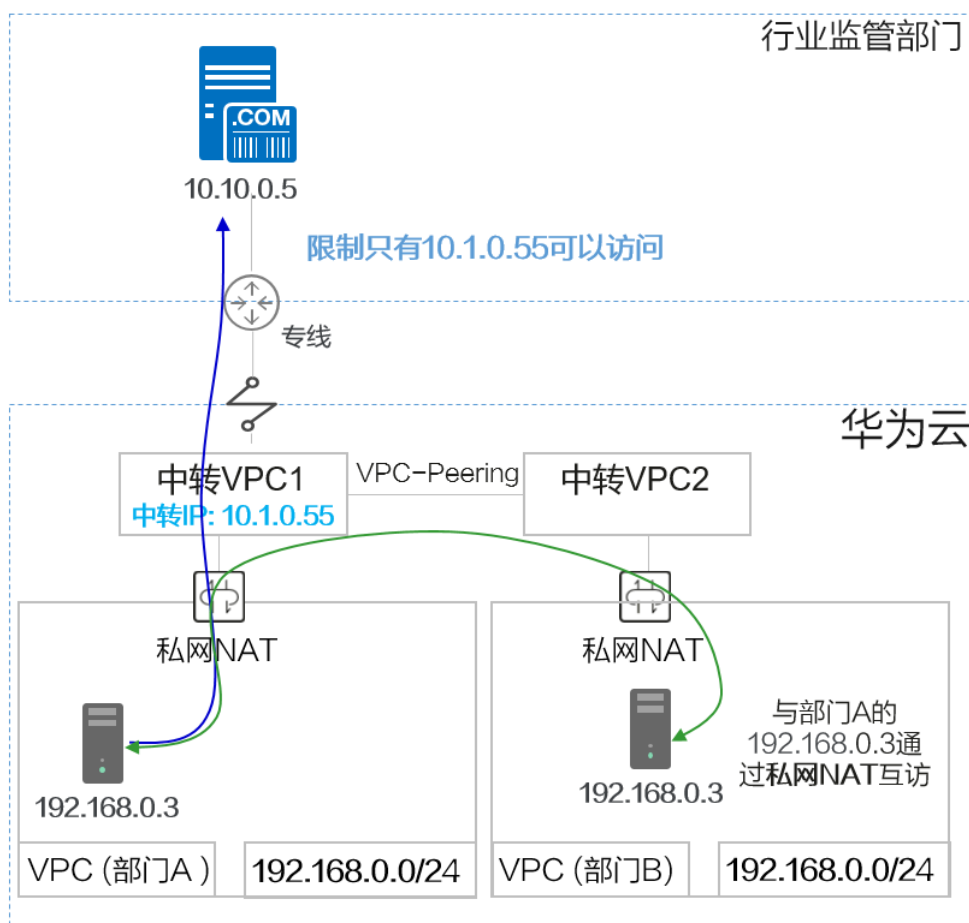 行业监管部门
.COM
10.10.0.5
限制只有10.1.0.55可以访问
专线
华为云
中转VPC1
中转IP: 10.1.0.55
VPC-Peering
中转VPC2
私网NAT
私网NAT
192.168.0.3
192.168.0.3
与部门A的
192.168.0.3通
过私网NAT互访
VPC (部门A )
192.168.0.0/24
VPC (部门B)
192.168.0.0/24